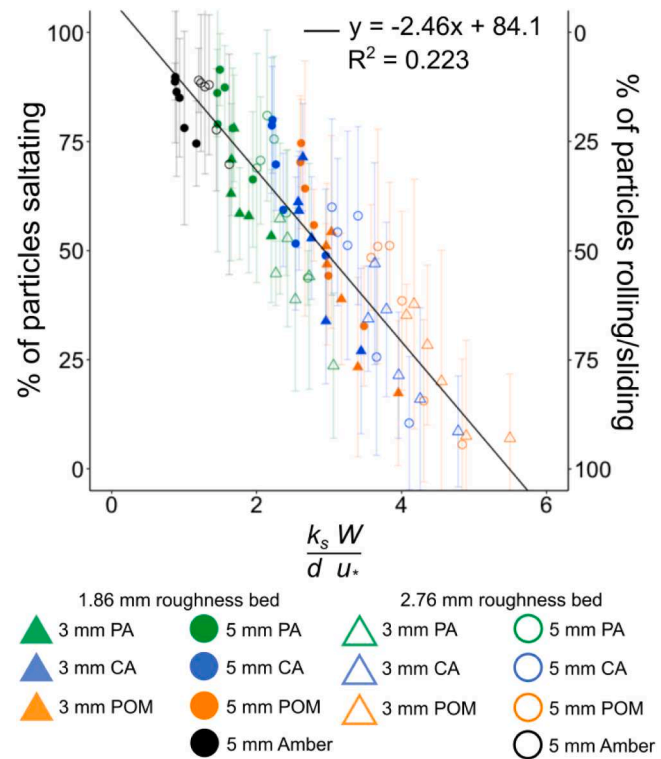 y = -2.46x + 84.1
R² = 0.223
% of particles saltating
100
75
50
25
0
% of particles rolling/sliding
0
25
50
75
100
0 2 4 6
k_s W
d u_*
1.86 mm roughness bed 2.76 mm roughness bed
3 mm PA 5 mm PA 3 mm PA 5 mm PA
3 mm CA 5 mm CA 3 mm CA 5 mm CA
3 mm POM 5 mm POM 3 mm POM 5 mm POM
5 mm Amber 5 mm Amber